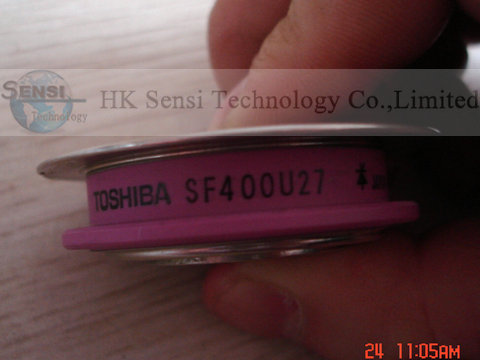 SENSI
Technology
HK Sensi Technology Co.,Limited
TOSHIBA SF400U27
24 11:05AM